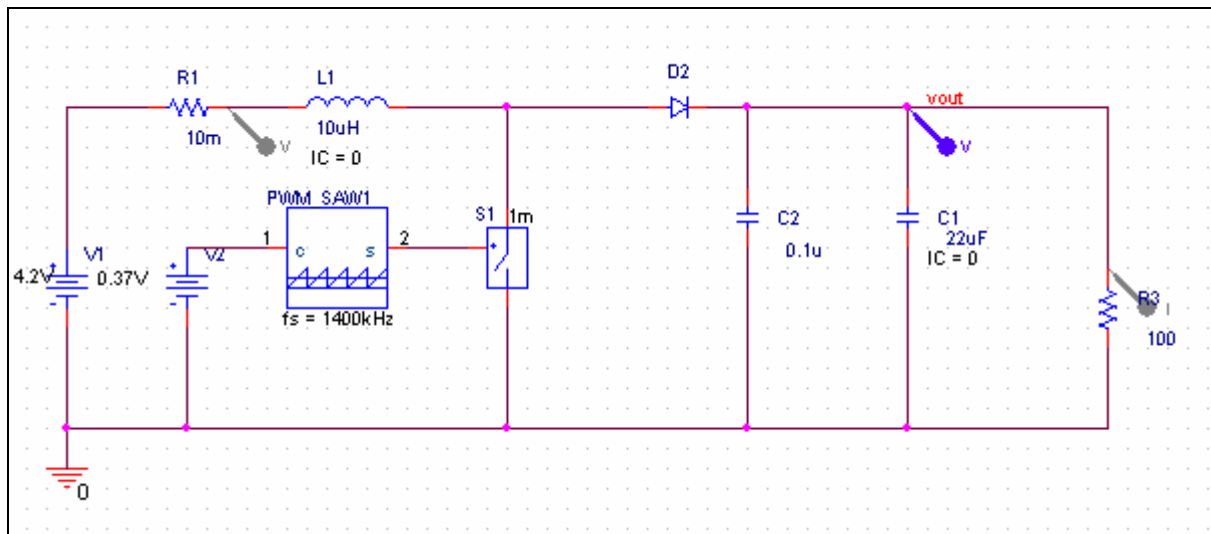 R1
10m
V
L1
10uH
IC = 0
D2
vout
V
PWM_SAW1
1
c
s
2
fs = 1400kHz
S1
1m
V1
4.2V
V2
0.37V
C2
0.1u
C1
22uF
IC = 0
R3
I
100
0